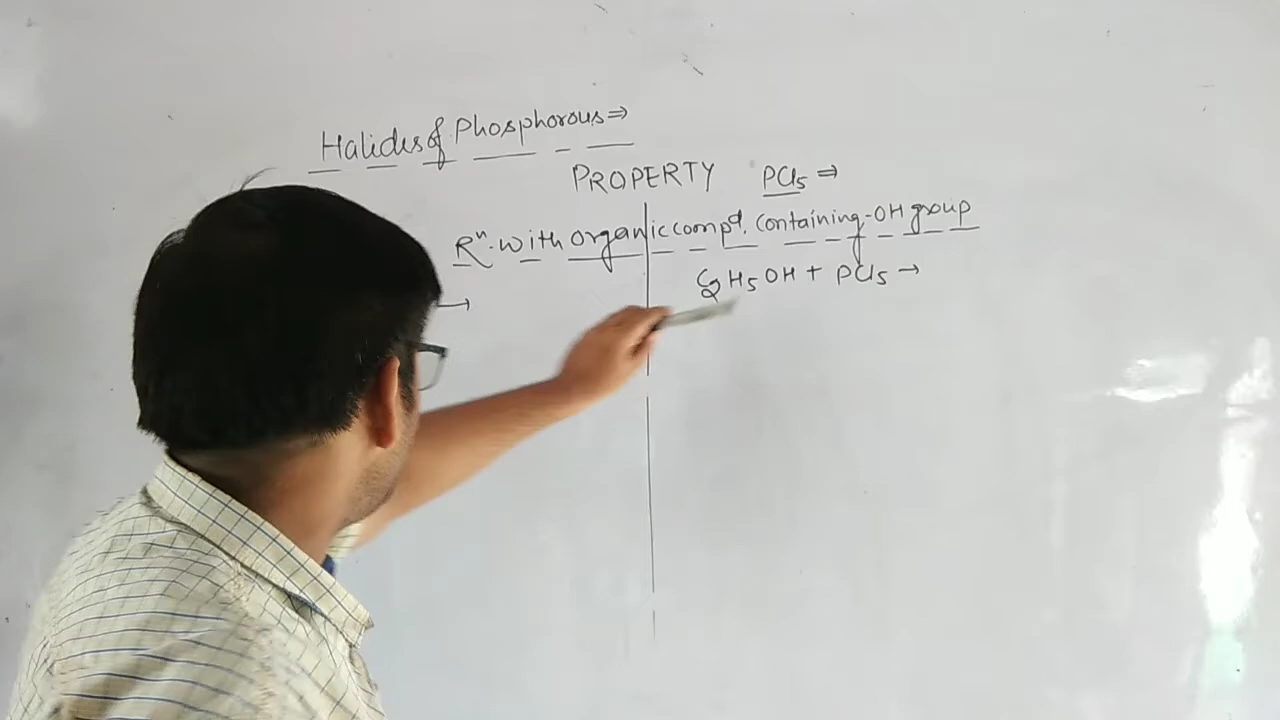 Halides of Phosphorous ⇒
PROPERTY PCl5 ⇒
Rⁿ. with organic compᵈ. containing -OH group
→ C2H5OH + PCl5 →